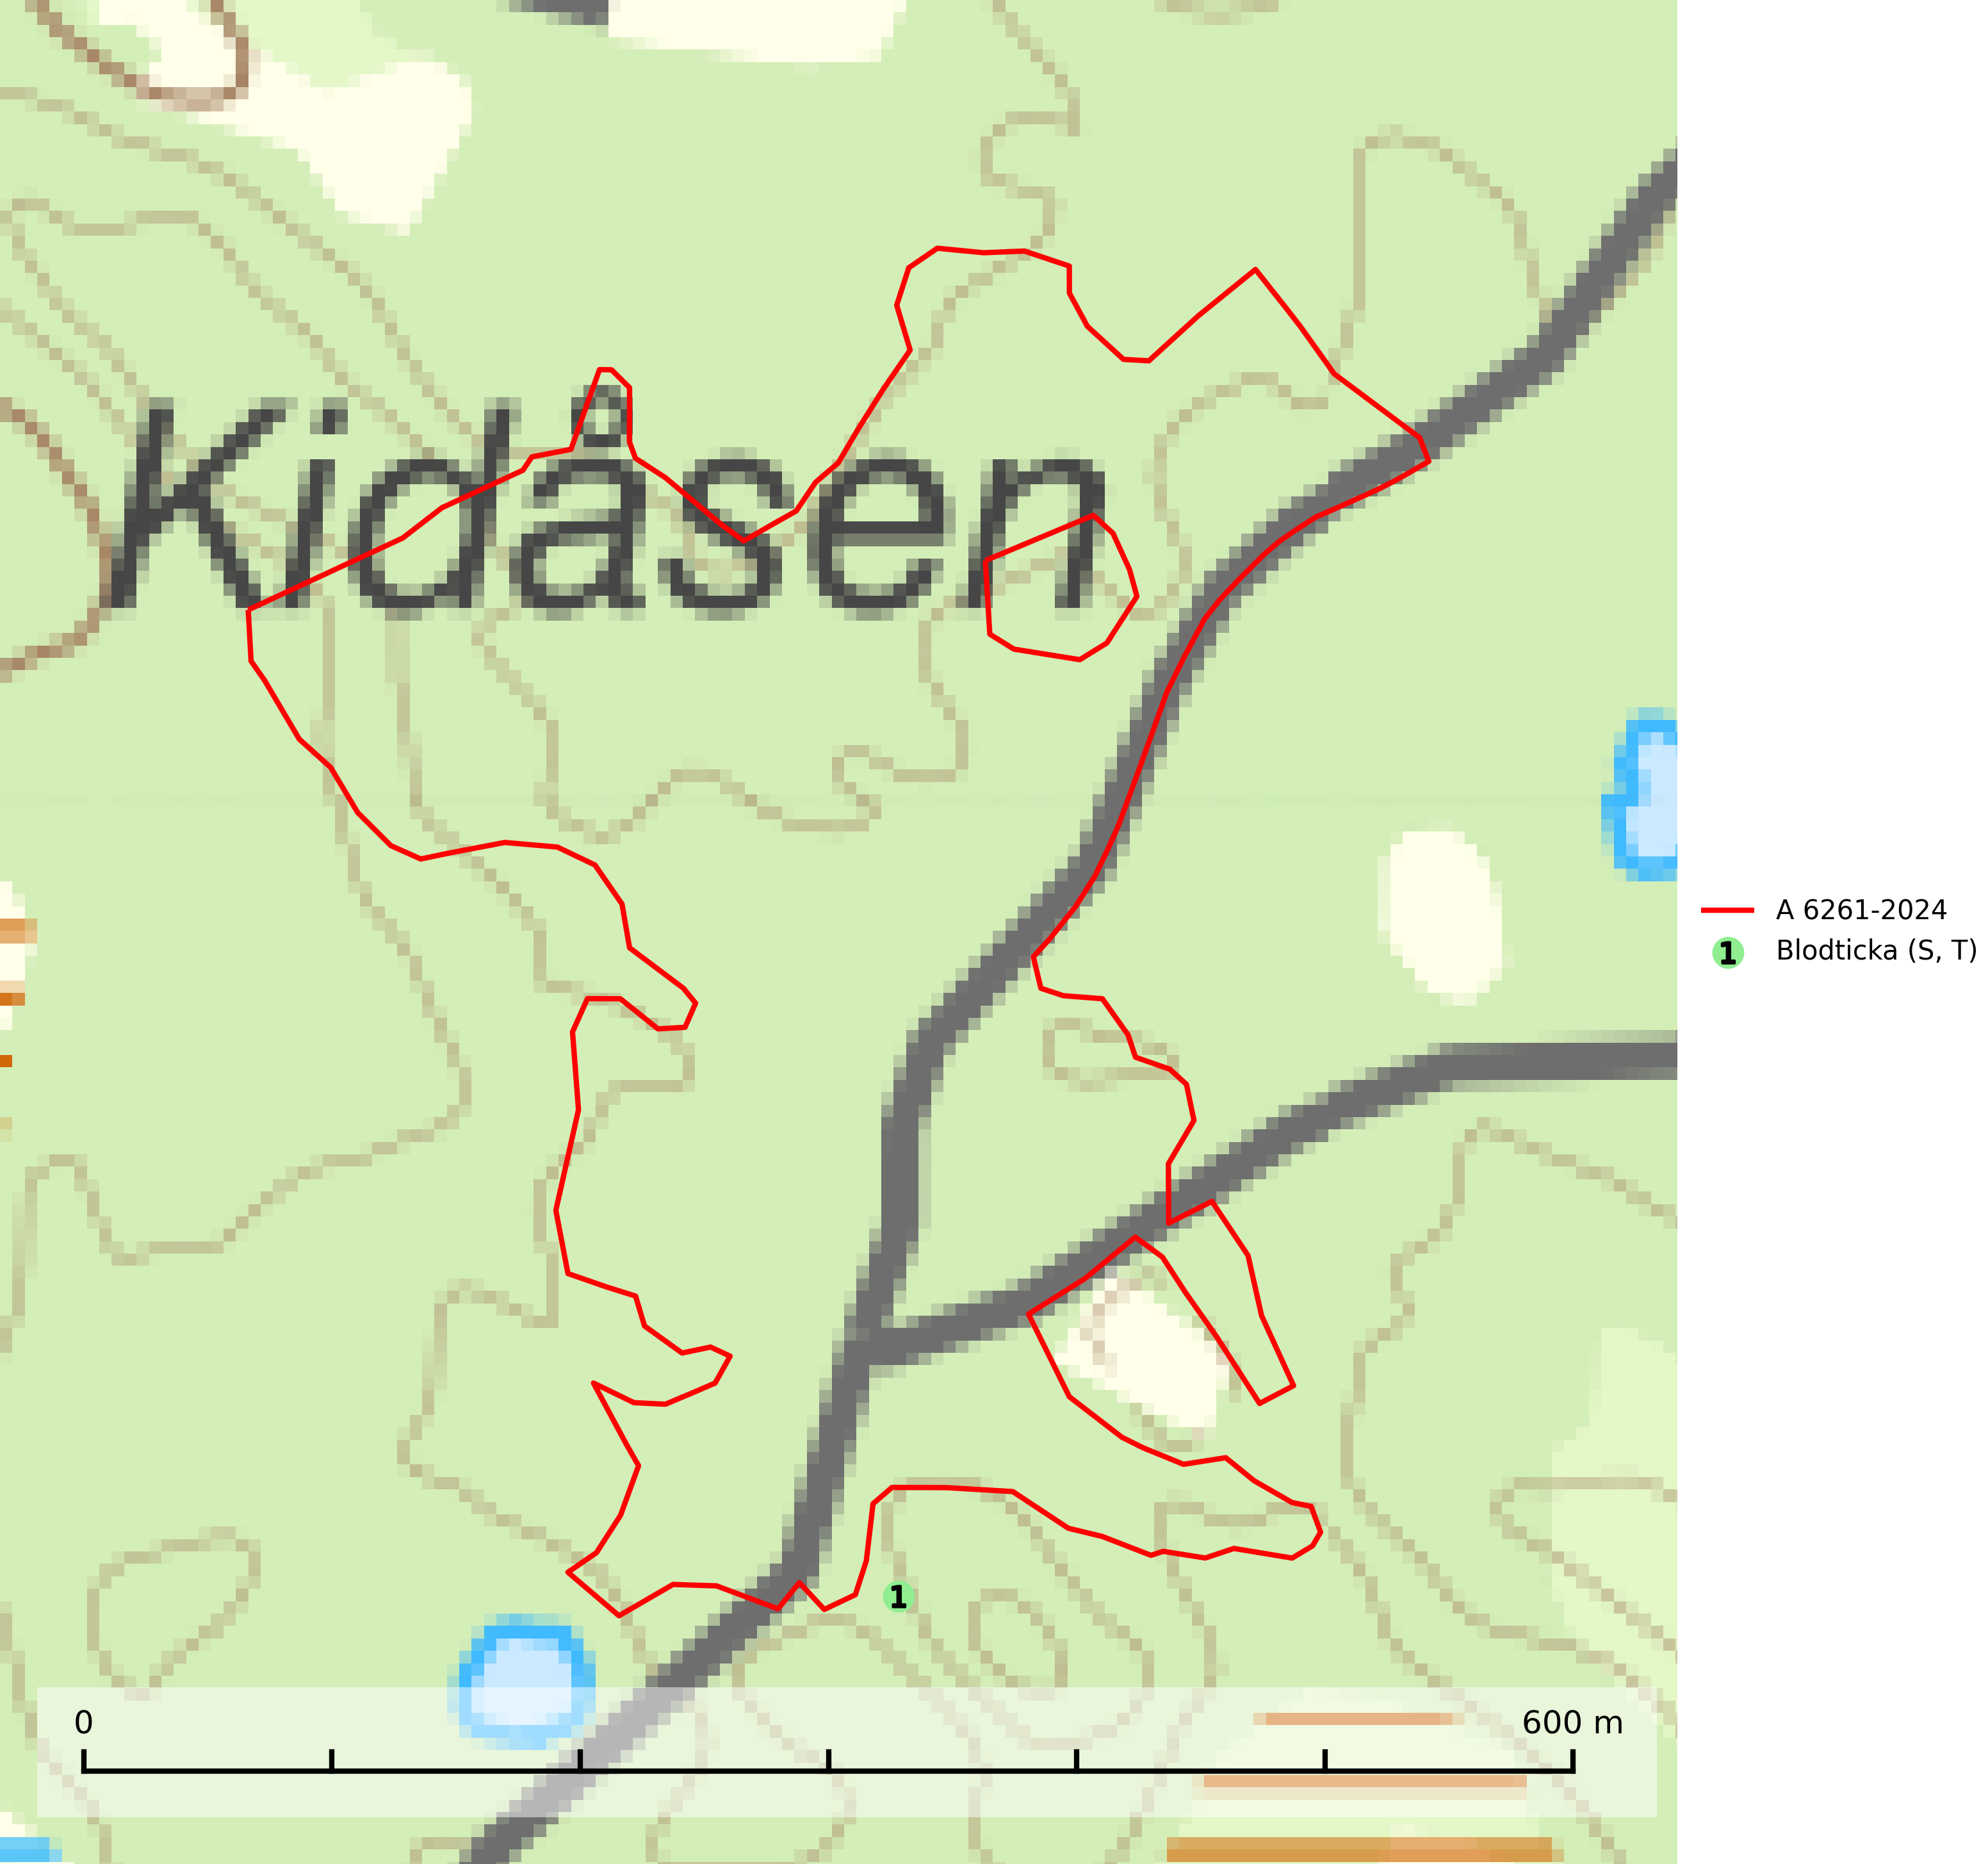 Kidåsen
A 6261-2024
1 Blodticka (S, T)
1
0 600 m